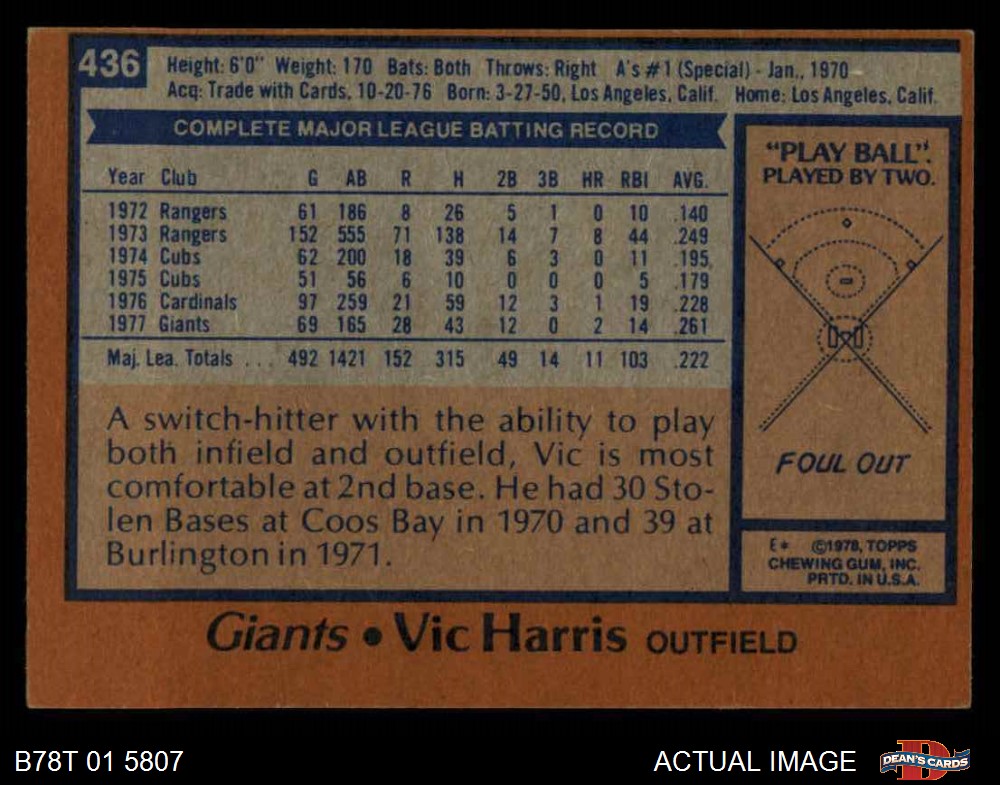 436
Height: 6'0" Weight: 170 Bats: Both Throws: Right A's #1 (Special) - Jan., 1970
Acq: Trade with Cards, 10-20-76 Born: 3-27-50, Los Angeles, Calif. Home: Los Angeles, Calif.
COMPLETE MAJOR LEAGUE BATTING RECORD
Year Club G AB R H 2B 3B HR RBI AVG.
1972 Rangers 61 186 8 26 5 1 0 10 .140
1973 Rangers 152 555 71 138 14 7 8 44 .249
1974 Cubs 62 200 18 39 6 3 0 11 .195
1975 Cubs 51 56 6 10 0 0 0 5 .179
1976 Cardinals 97 259 21 59 12 3 1 19 .228
1977 Giants 69 165 28 43 12 0 2 14 .261
Maj. Lea. Totals . . . 492 1421 152 315 49 14 11 103 .222
A switch-hitter with the ability to play
both infield and outfield, Vic is most
comfortable at 2nd base. He had 30 Sto-
len Bases at Coos Bay in 1970 and 39 at
Burlington in 1971.
"PLAY BALL".
PLAYED BY TWO.
FOUL OUT
E* ©1978, TOPPS
CHEWING GUM, INC.
PRTD. IN U.S.A.
Giants • Vic Harris OUTFIELD
B78T 01 5807
ACTUAL IMAGE
D
DEAN'S CARDS